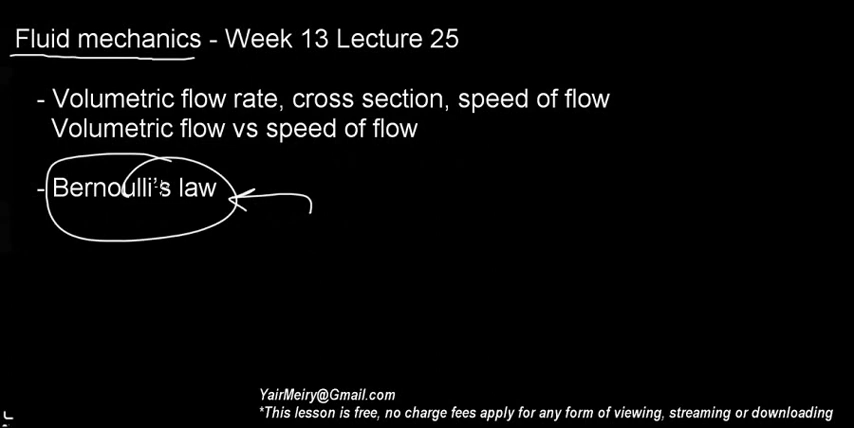 Fluid mechanics - Week 13 Lecture 25
- Volumetric flow rate, cross section, speed of flow
Volumetric flow vs speed of flow
- Bernoulli's law
YairMeiry@Gmail.com
*This lesson is free, no charge fees apply for any form of viewing, streaming or downloading